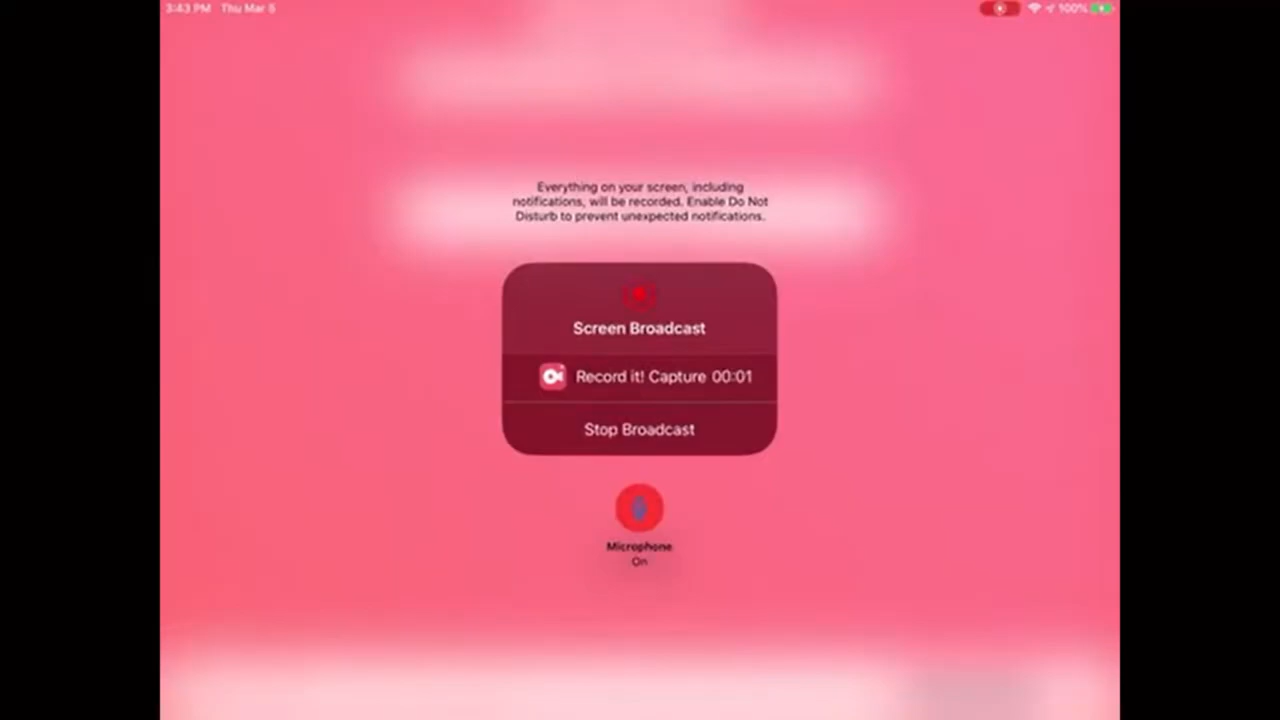 3:43 PM Thu Mar 5 100%
Everything on your screen, including
notifications, will be recorded. Enable Do Not
Disturb to prevent unexpected notifications.
Screen Broadcast
Record it! Capture 00:01
Stop Broadcast
Microphone
On